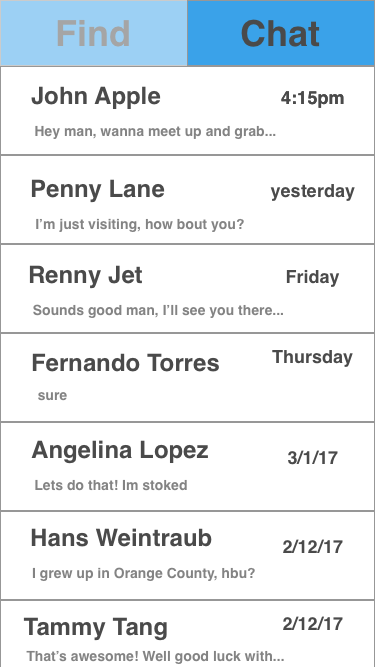 Find Chat
John Apple 4:15pm
Hey man, wanna meet up and grab...
Penny Lane yesterday
I'm just visiting, how bout you?
Renny Jet Friday
Sounds good man, I'll see you there...
Fernando Torres Thursday
sure
Angelina Lopez 3/1/17
Lets do that! Im stoked
Hans Weintraub 2/12/17
I grew up in Orange County, hbu?
Tammy Tang 2/12/17
That's awesome! Well good luck with...